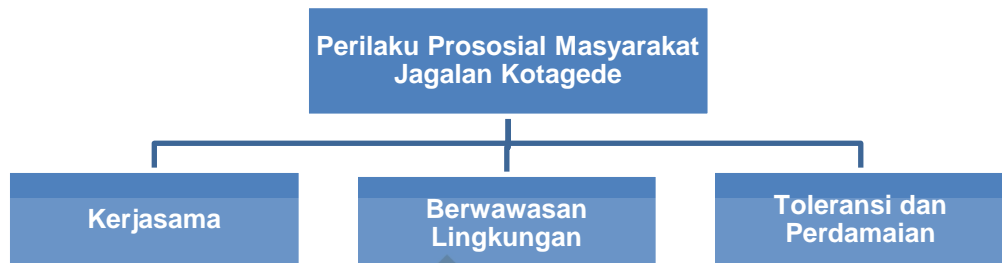 Perilaku Prososial Masyarakat
Jagalan Kotagede
Kerjasama
Berwawasan
Lingkungan
Toleransi dan
Perdamaian